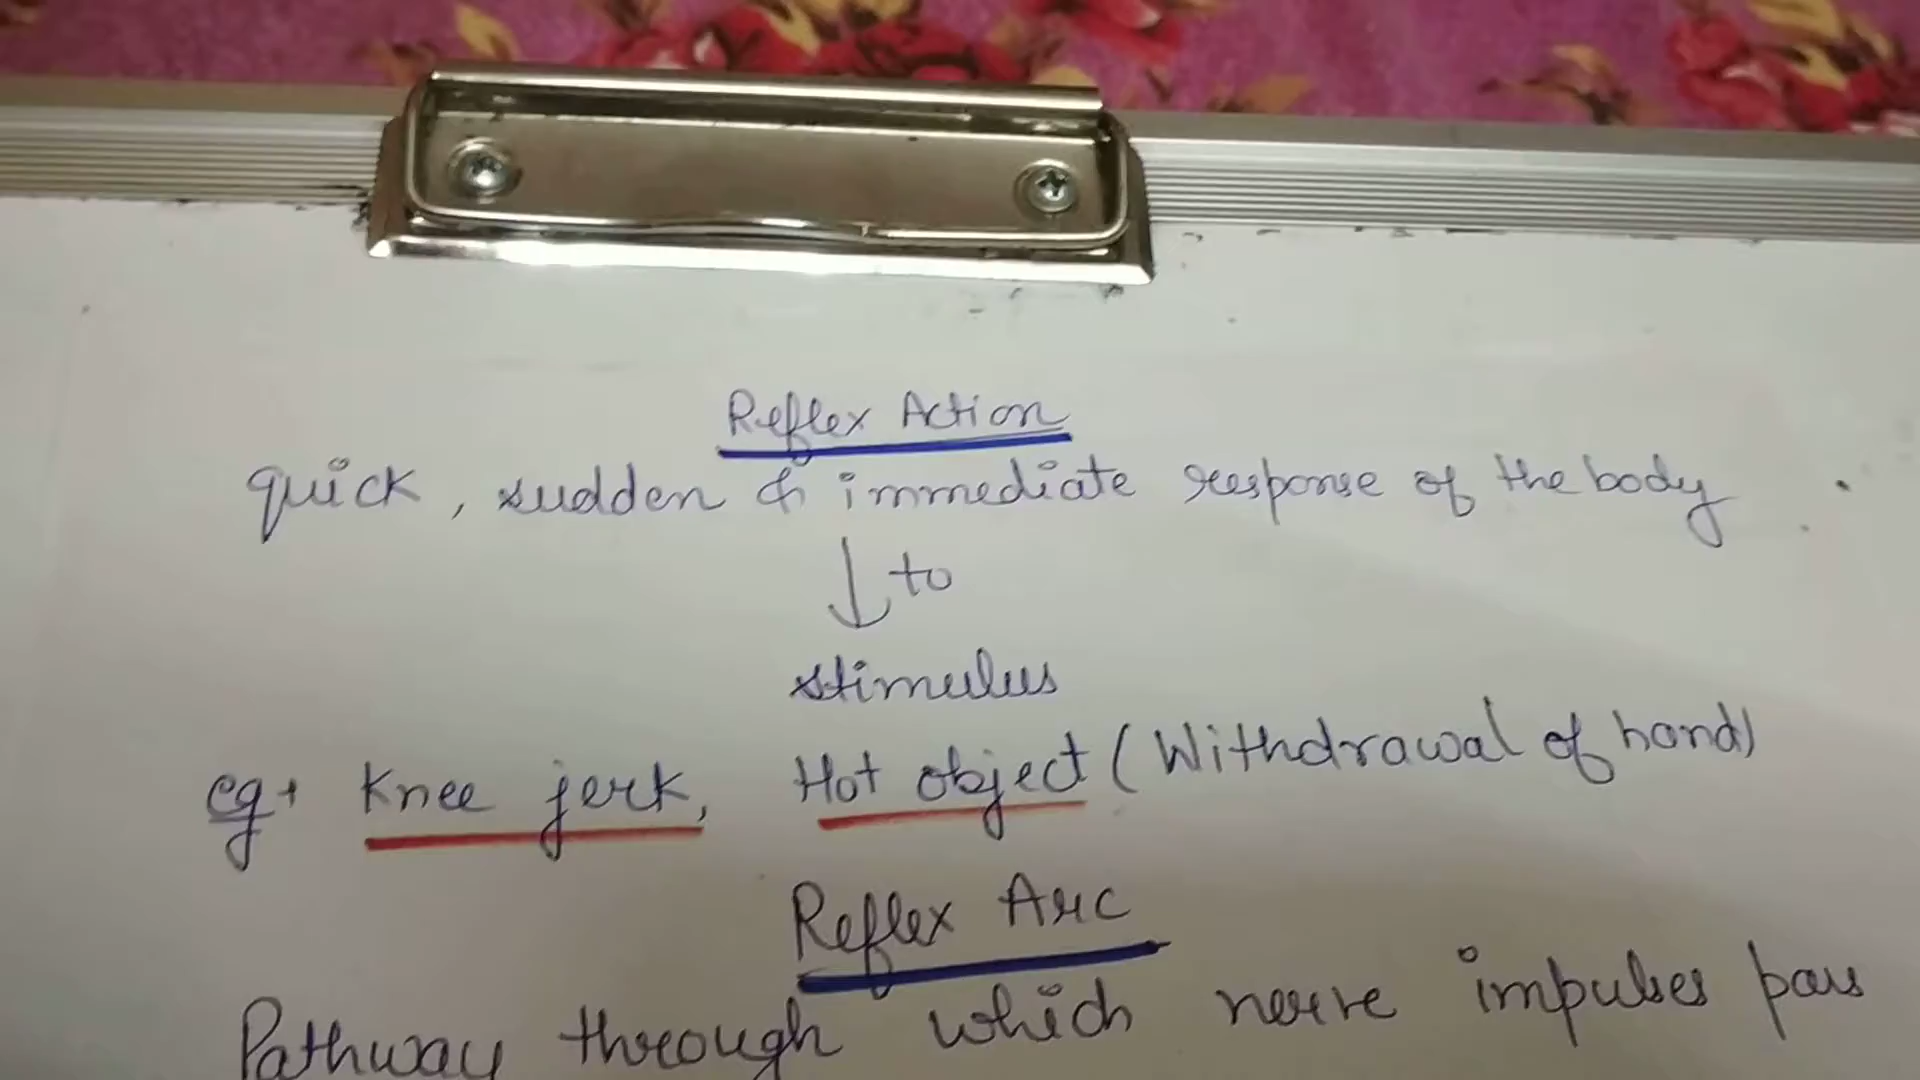 Reflex Action
quick, sudden & immediate response of the body
↓ to
stimulus
eg → Knee jerk, Hot object (Withdrawal of hand)
Reflex Arc
Pathway through which nerve impulses pass